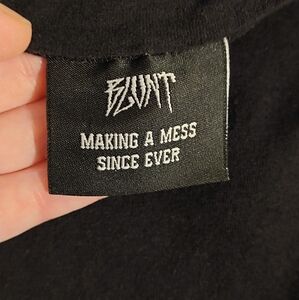 BLUNT
MAKING A MESS
SINCE EVER